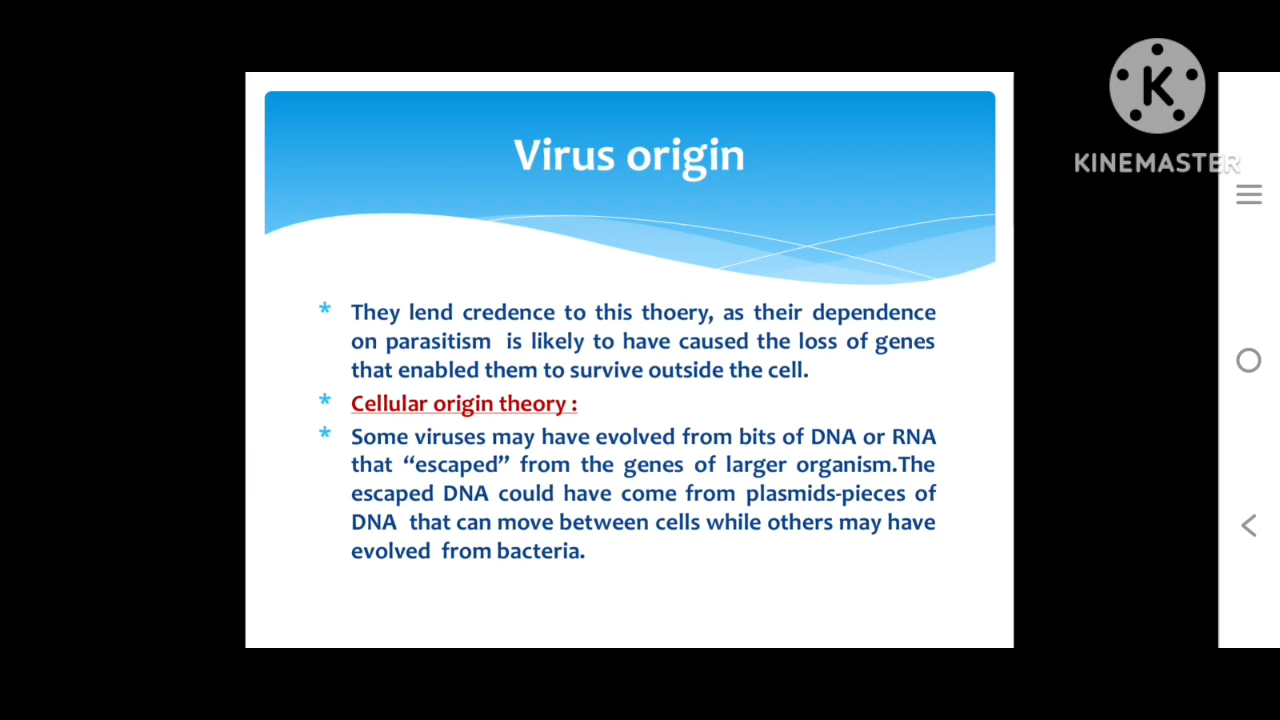 Virus origin
KINEMASTER
* They lend credence to this thoery, as their dependence
on parasitism is likely to have caused the loss of genes
that enabled them to survive outside the cell.
* Cellular origin theory :
* Some viruses may have evolved from bits of DNA or RNA
that “escaped” from the genes of larger organism.The
escaped DNA could have come from plasmids-pieces of
DNA that can move between cells while others may have
evolved from bacteria.